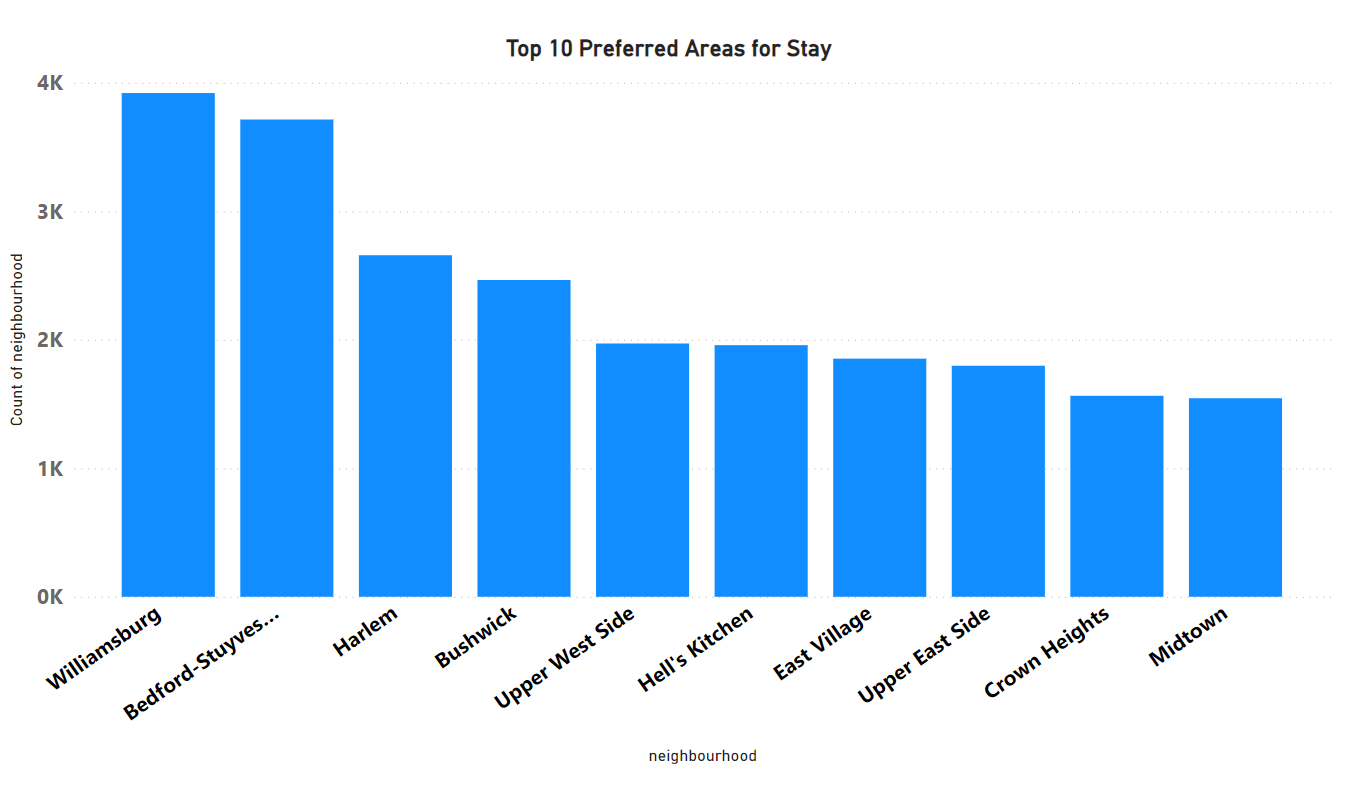 Top 10 Preferred Areas for Stay
4K
3K
2K
1K
0K
Count of neighbourhood
Williamsburg
Bedford-Stuyves...
Harlem
Bushwick
Upper West Side
Hell's Kitchen
East Village
Upper East Side
Crown Heights
Midtown
neighbourhood